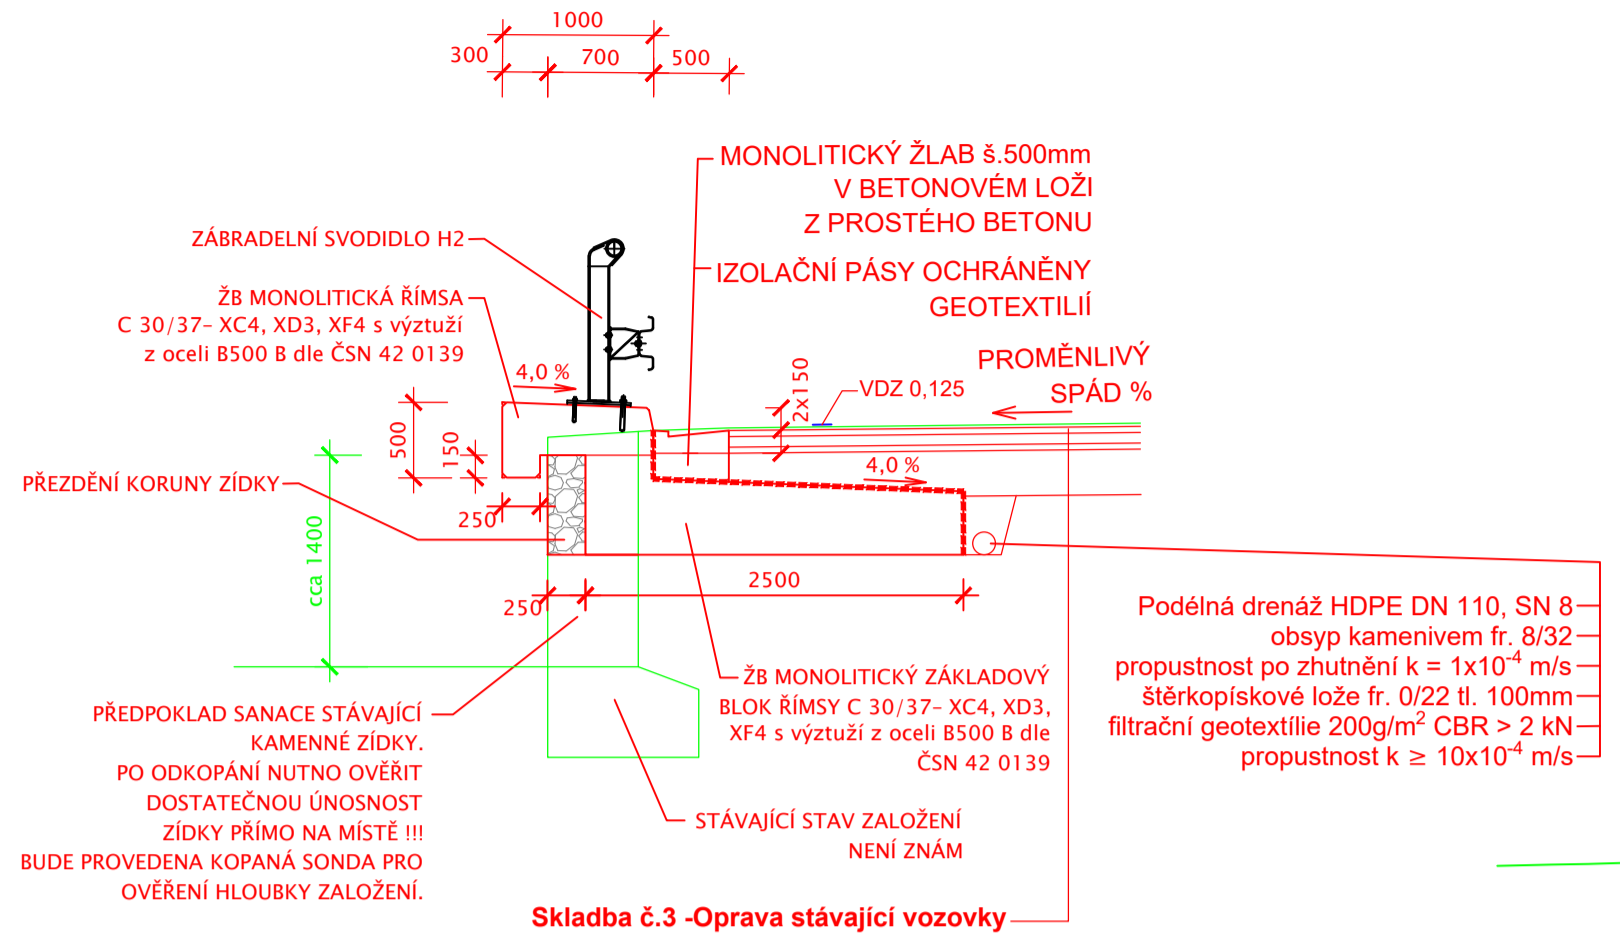 1000
300
700
500
MONOLITICKÝ ŽLAB š.500mm
V BETONOVÉM LOŽI
Z PROSTÉHO BETONU
IZOLAČNÍ PÁSY OCHRÁNĚNY
GEOTEXTILIÍ
ZÁBRADELNÍ SVODIDLO H2
ŽB MONOLITICKÁ ŘÍMSA
C 30/37– XC4, XD3, XF4 s výztuží
z oceli B500 B dle ČSN 42 0139
4,0 %
2x150
VDZ 0,125
PROMĚNLIVÝ
SPÁD %
500
150
4,0 %
PŘEZDĚNÍ KORUNY ZÍDKY
250
cca 1400
250
2500
Podélná drenáž HDPE DN 110, SN 8
obsyp kamenivem fr. 8/32
propustnost po zhutnění k = 1x10⁻⁴ m/s
štěrkopískové lože fr. 0/22 tl. 100mm
filtrační geotextílie 200g/m² CBR > 2 kN
propustnost k ≥ 10x10⁻⁴ m/s
ŽB MONOLITICKÝ ZÁKLADOVÝ
BLOK ŘÍMSY C 30/37– XC4, XD3,
XF4 s výztuží z oceli B500 B dle
ČSN 42 0139
PŘEDPOKLAD SANACE STÁVAJÍCÍ
KAMENNÉ ZÍDKY.
PO ODKOPÁNÍ NUTNO OVĚŘIT
DOSTATEČNOU ÚNOSNOST
ZÍDKY PŘÍMO NA MÍSTĚ !!!
BUDE PROVEDENA KOPANÁ SONDA PRO
OVĚŘENÍ HLOUBKY ZALOŽENÍ.
STÁVAJÍCÍ STAV ZALOŽENÍ
NENÍ ZNÁM
Skladba č.3 -Oprava stávající vozovky